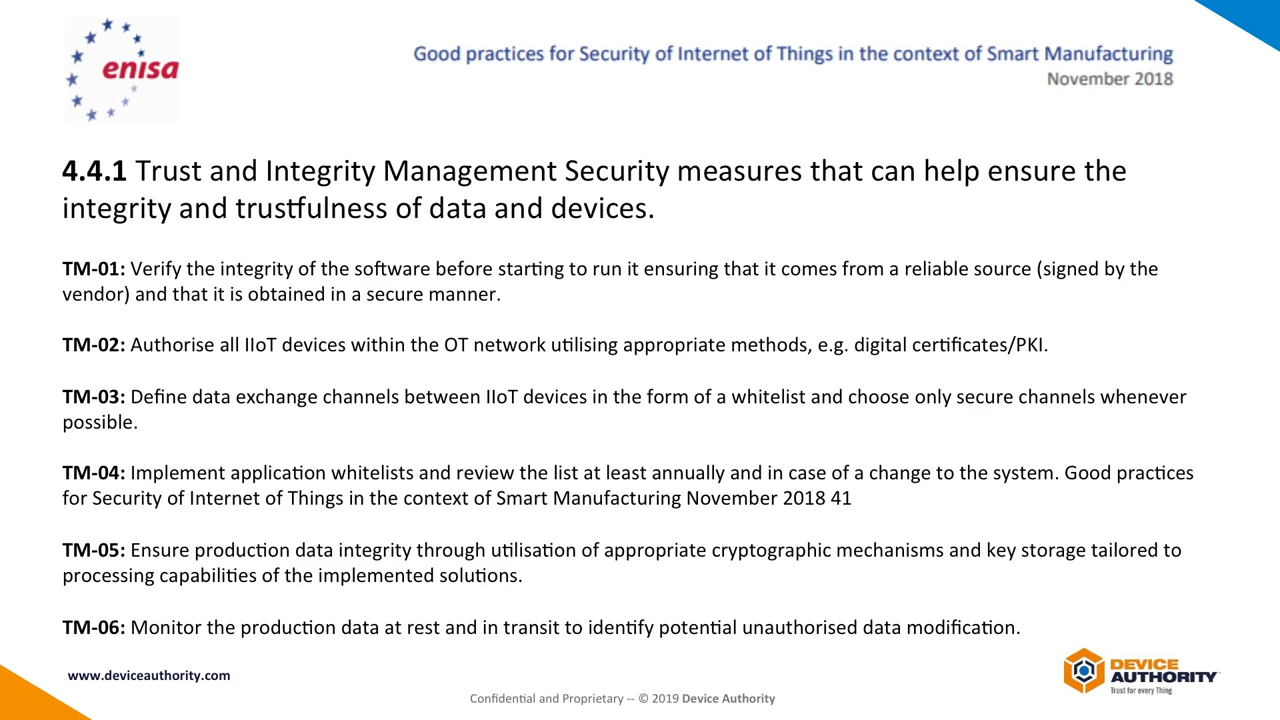 enisa
Good practices for Security of Internet of Things in the context of Smart Manufacturing
November 2018
4.4.1 Trust and Integrity Management Security measures that can help ensure the
integrity and trustfulness of data and devices.
TM-01: Verify the integrity of the software before starting to run it ensuring that it comes from a reliable source (signed by the
vendor) and that it is obtained in a secure manner.
TM-02: Authorise all IIoT devices within the OT network utilising appropriate methods, e.g. digital certificates/PKI.
TM-03: Define data exchange channels between IIoT devices in the form of a whitelist and choose only secure channels whenever
possible.
TM-04: Implement application whitelists and review the list at least annually and in case of a change to the system. Good practices
for Security of Internet of Things in the context of Smart Manufacturing November 2018 41
TM-05: Ensure production data integrity through utilisation of appropriate cryptographic mechanisms and key storage tailored to
processing capabilities of the implemented solutions.
TM-06: Monitor the production data at rest and in transit to identify potential unauthorised data modification.
www.deviceauthority.com
Confidential and Proprietary -- © 2019 Device Authority
DEVICE
AUTHORITY
Trust for every Thing